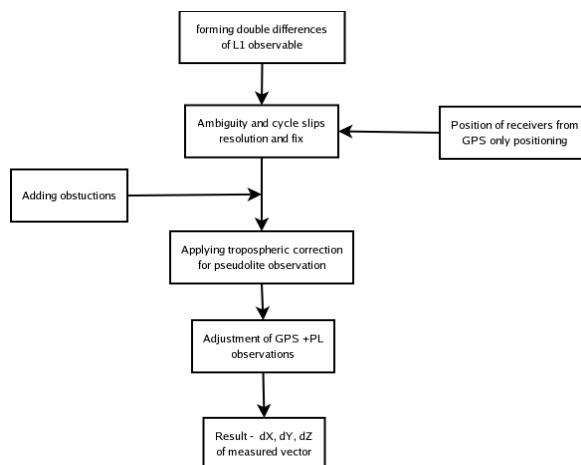 forming double differences
of L1 observable
Ambiguity and cycle slips
resolution and fix
Position of receivers from
GPS only positioning
Adding obstuctions
Applying tropospheric correction
for pseudolite observation
Adjustment of GPS +PL
observations
Result - dX, dY, dZ
of measured vector